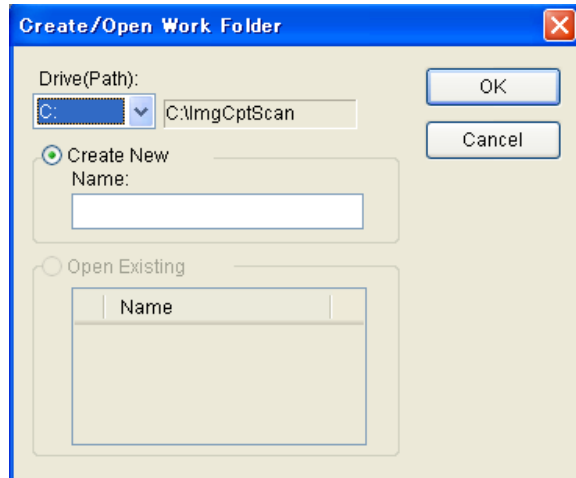 Create/Open Work Folder
Drive(Path):
C:
C:\ImgCptScan
OK
Cancel
Create New
Name:
Open Existing
Name